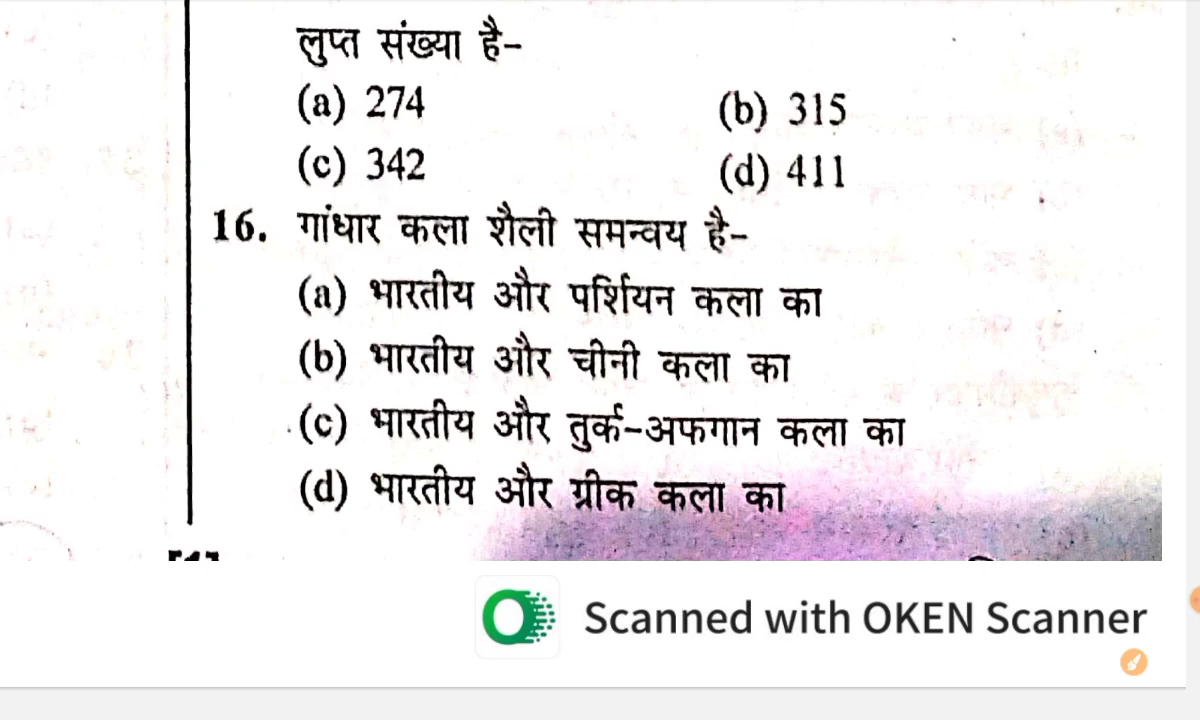 लुप्त संख्या है-
(a) 274 (b) 315
(c) 342 (d) 411
16. गांधार कला शैली समन्वय है-
(a) भारतीय और पर्शियन कला का
(b) भारतीय और चीनी कला का
(c) भारतीय और तुर्क-अफगान कला का
(d) भारतीय और ग्रीक कला का
Scanned with OKEN Scanner